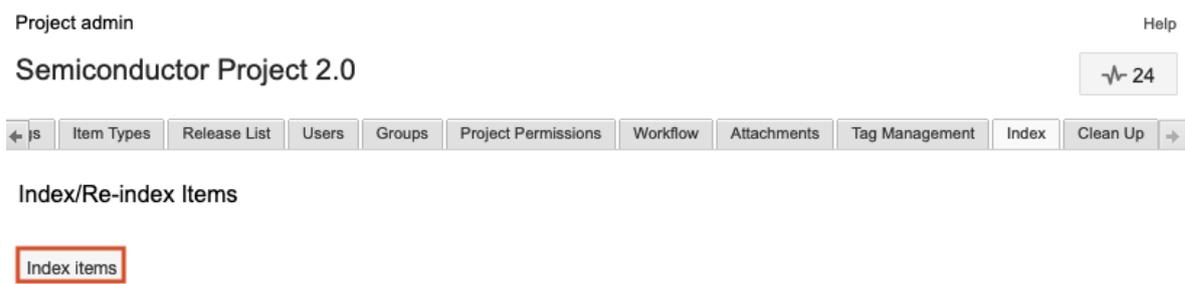 Project admin
Help
Semiconductor Project 2.0
24
gs Item Types Release List Users Groups Project Permissions Workflow Attachments Tag Management Index Clean Up
Index/Re-index Items
Index items